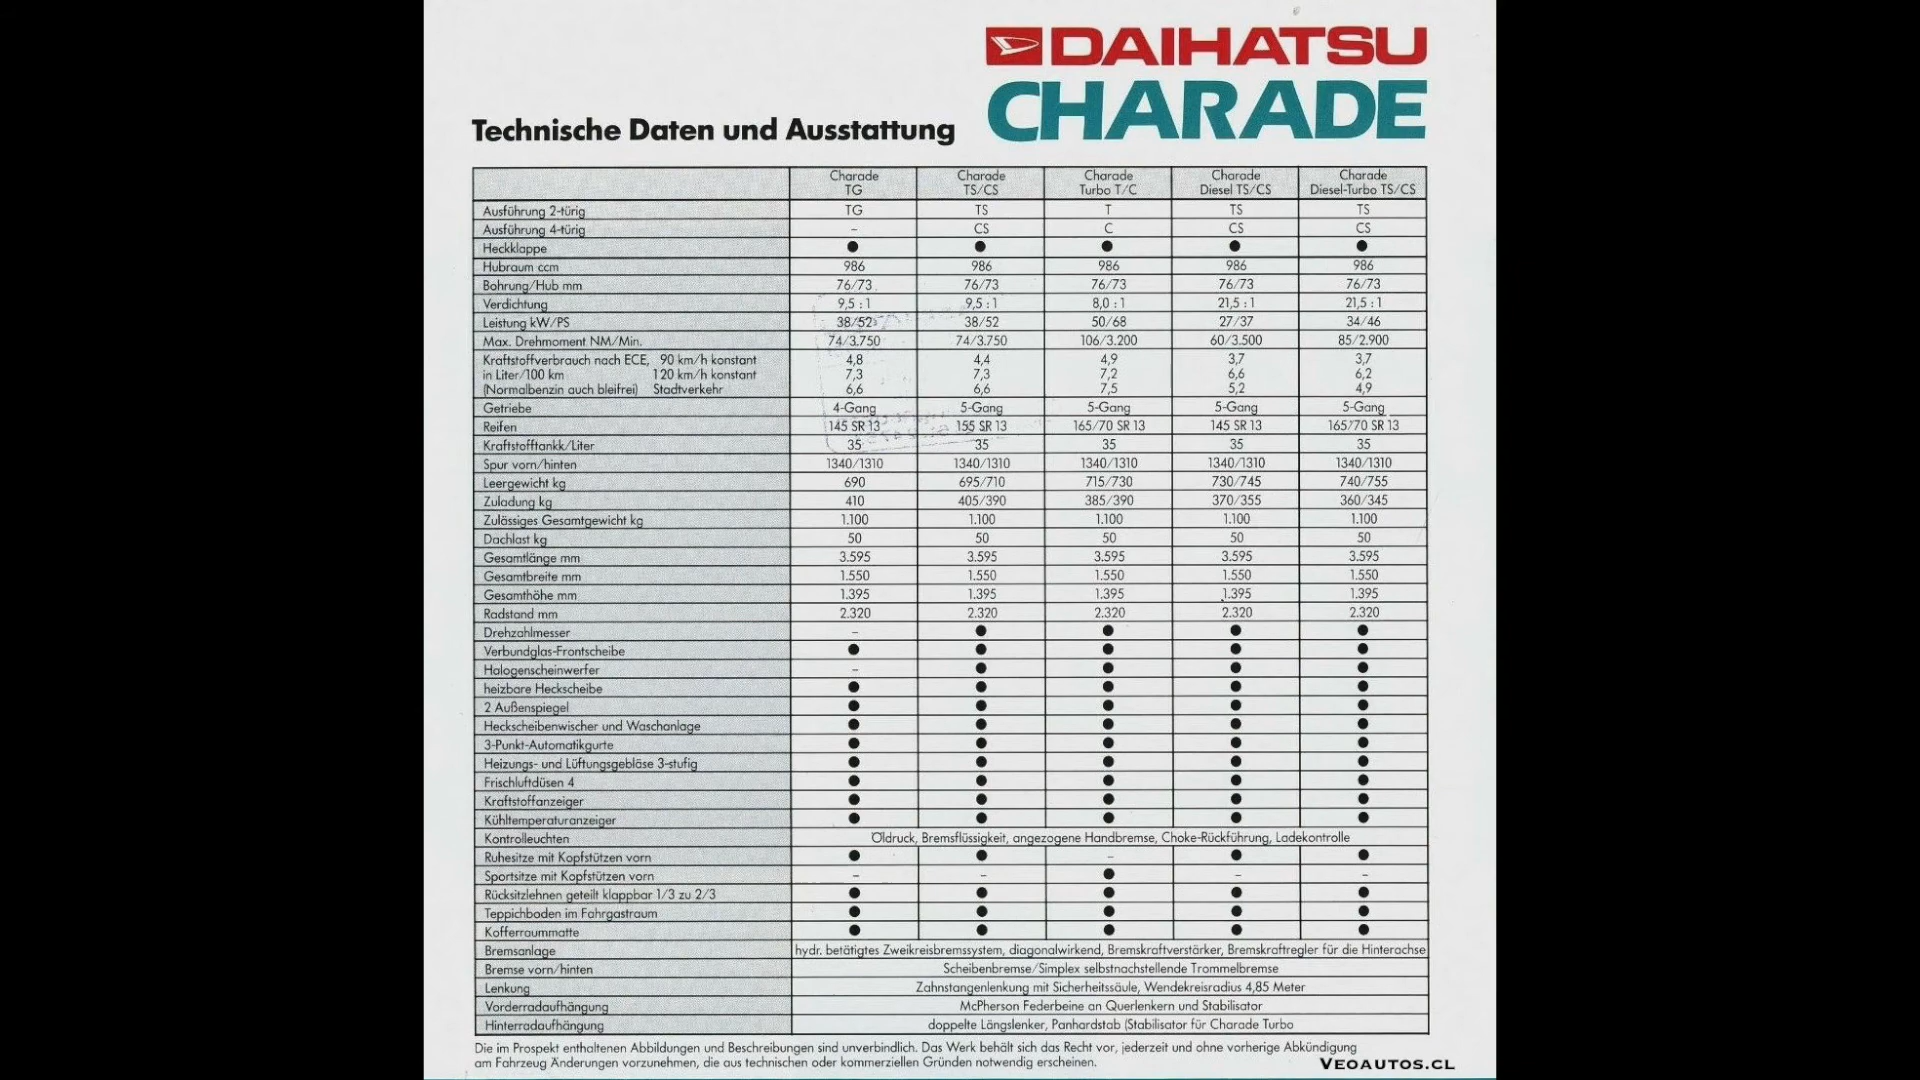 DAIHATSU
CHARADE
Technische Daten und Ausstattung
Charade TG Charade TS/CS Charade Turbo T/C Charade Diesel TS/CS Charade Diesel-Turbo TS/CS
Ausführung 2-türig TG TS T TS TS
Ausführung 4-türig – CS C CS CS
Heckklappe ● ● ● ● ●
Hubraum ccm 986 986 986 986 986
Bohrung/Hub mm 76/73 76/73 76/73 76/73 76/73
Verdichtung 9,5 : 1 9,5 : 1 8,0 : 1 21,5 : 1 21,5 : 1
Leistung kW/PS 38/52 38/52 50/68 27/37 34/46
Max. Drehmoment NM/Min. 74/3.750 74/3.750 106/3.200 60/3.500 85/2.900
Kraftstoffverbrauch nach ECE, 90 km/h konstant 4,8 4,4 4,9 3,7 3,7
in Liter/100 km 120 km/h konstant 7,3 7,3 7,2 6,6 6,2
(Normalbenzin auch bleifrei) Stadtverkehr 6,6 6,6 7,5 5,2 4,9
Getriebe 4-Gang 5-Gang 5-Gang 5-Gang 5-Gang
Reifen 145 SR 13 155 SR 13 165/70 SR 13 145 SR 13 165/70 SR 13
Kraftstofftankk/Liter 35 35 35 35 35
Spur vorn/hinten 1340/1310 1340/1310 1340/1310 1340/1310 1340/1310
Leergewicht kg 690 695/710 715/730 730/745 740/755
Zuladung kg 410 405/390 385/390 370/355 360/345
Zulässiges Gesamtgewicht kg 1.100 1.100 1.100 1.100 1.100
Dachlast kg 50 50 50 50 50
Gesamtlänge mm 3.595 3.595 3.595 3.595 3.595
Gesamtbreite mm 1.550 1.550 1.550 1.550 1.550
Gesamthöhe mm 1.395 1.395 1.395 1.395 1.395
Radstand mm 2.320 2.320 2.320 2.320 2.320
Drehzahlmesser – ● ● ● ●
Verbundglas-Frontscheibe ● ● ● ● ●
Halogenscheinwerfer – ● ● ● ●
heizbare Heckscheibe ● ● ● ● ●
2 Außenspiegel ● ● ● ● ●
Heckscheibenwischer und Waschanlage ● ● ● ● ●
3-Punkt-Automatikgurte ● ● ● ● ●
Heizungs- und Lüftungsgebläse 3-stufig ● ● ● ● ●
Frischluftdüsen 4 ● ● ● ● ●
Kraftstoffanzeiger ● ● ● ● ●
Kühltemperaturanzeiger ● ● ● ● ●
Kontrolleuchten Öldruck, Bremsflüssigkeit, angezogene Handbremse, Choke-Rückführung, Ladekontrolle
Ruhesitze mit Kopfstützen vorn ● ● – ● ●
Sportsitze mit Kopfstützen vorn – – ● – –
Rücksitzlehnen geteilt klappbar 1/3 zu 2/3 ● ● ● ● ●
Teppichboden im Fahrgastraum ● ● ● ● ●
Kofferraummatte ● ● ● ● ●
Bremsanlage hydr. betätigtes Zweikreisbremssystem, diagonalwirkend, Bremskraftverstärker, Bremskraftregler für die Hinterachse
Bremse vorn/hinten Scheibenbremse/Simplex selbstnachstellende Trommelbremse
Lenkung Zahnstangenlenkung mit Sicherheitssäule, Wendekreisradius 4,85 Meter
Vorderradaufhängung McPherson Federbeine an Querlenkern und Stabilisator
Hinterradaufhängung doppelte Längslenker, Panhardstab (Stabilisator für Charade Turbo
Die im Prospekt enthaltenen Abbildungen und Beschreibungen sind unverbindlich. Das Werk behält sich das Recht vor, jederzeit und ohne vorherige Abkündigung
am Fahrzeug Änderungen vorzunehmen, die aus technischen oder kommerziellen Gründen notwendig erscheinen.
VEOAUTOS.CL